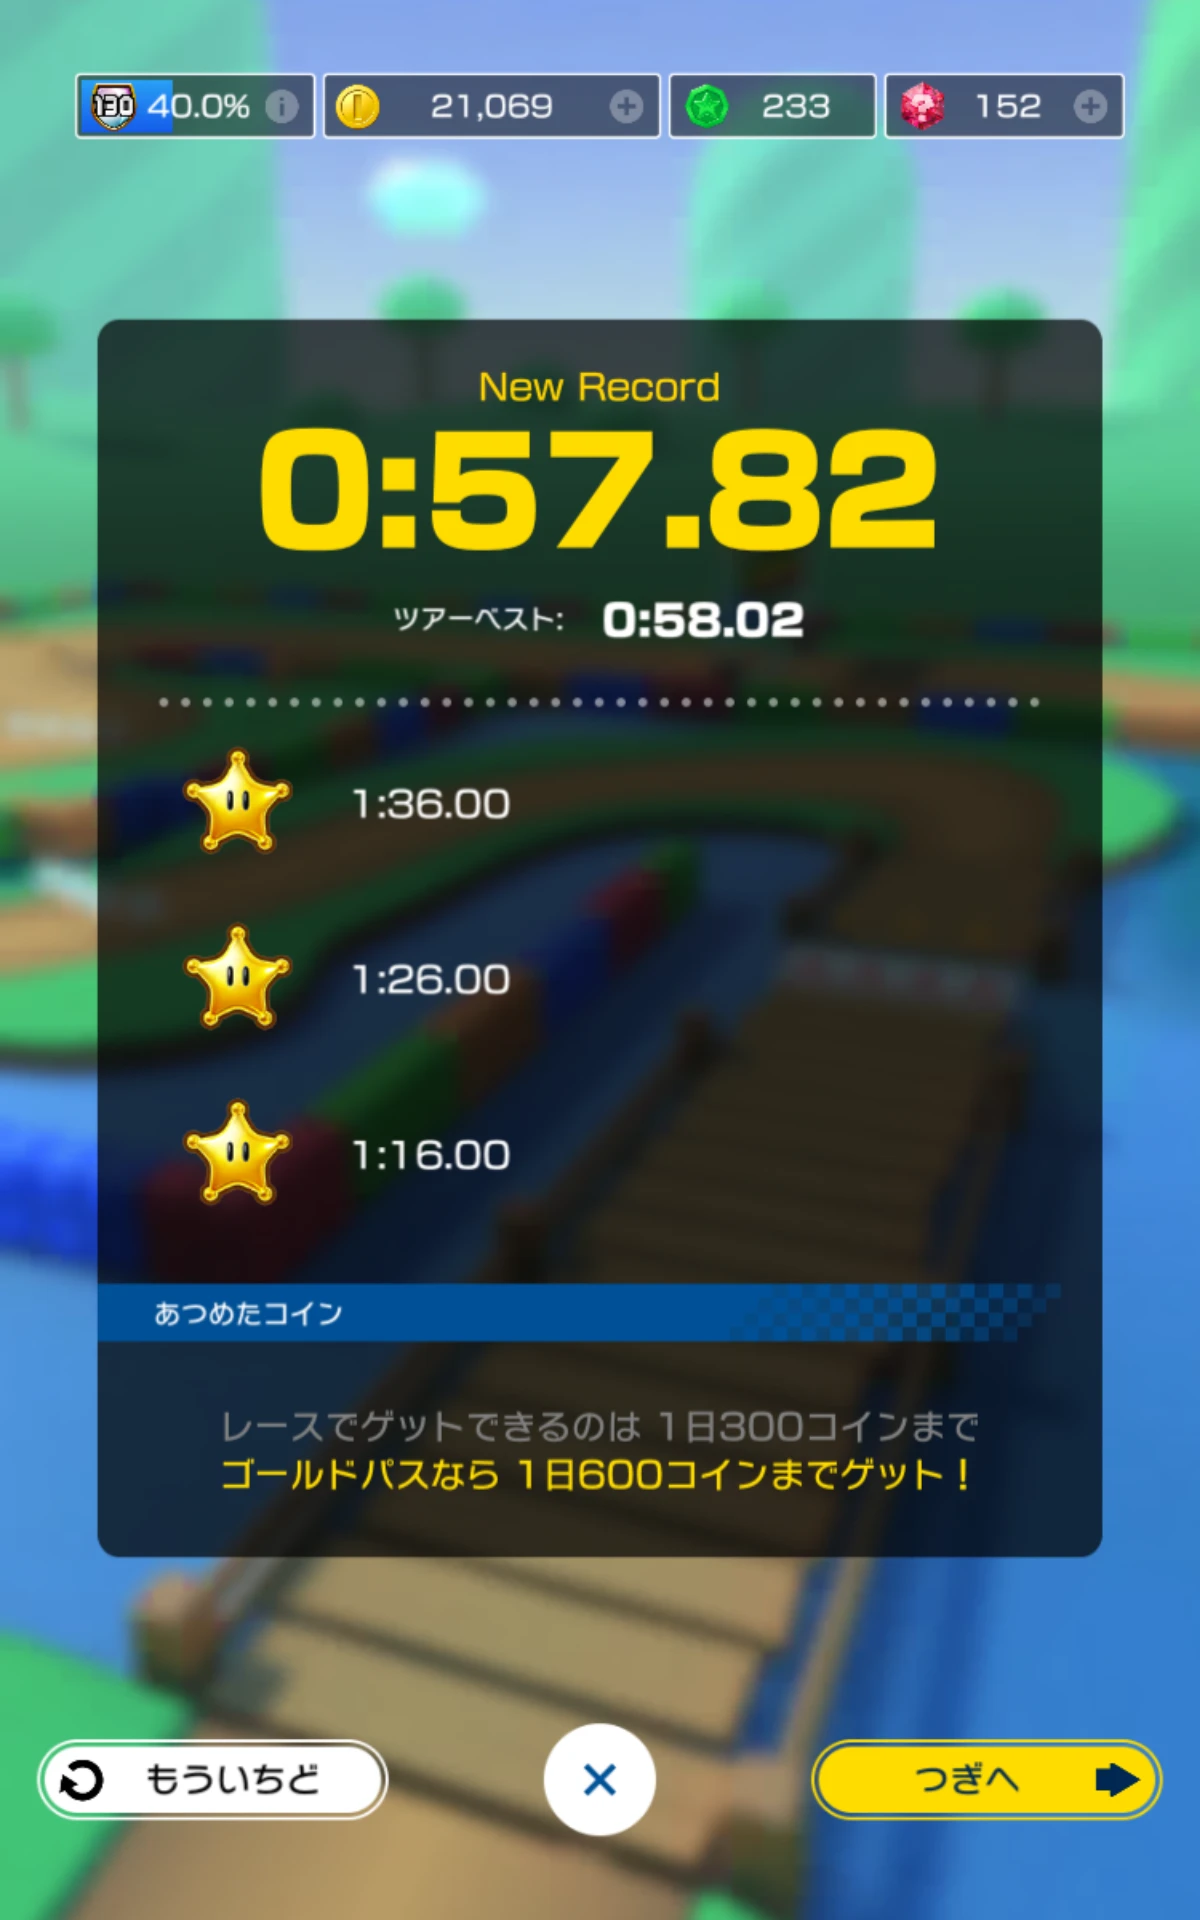 130 40.0% 21,069 233 152
New Record
0:57.82
ツアーベスト: 0:58.02
1:36.00
1:26.00
1:16.00
あつめたコイン
レースでゲットできるのは 1日300コインまで
ゴールドパスなら 1日600コインまでゲット！
もういちど × つぎへ